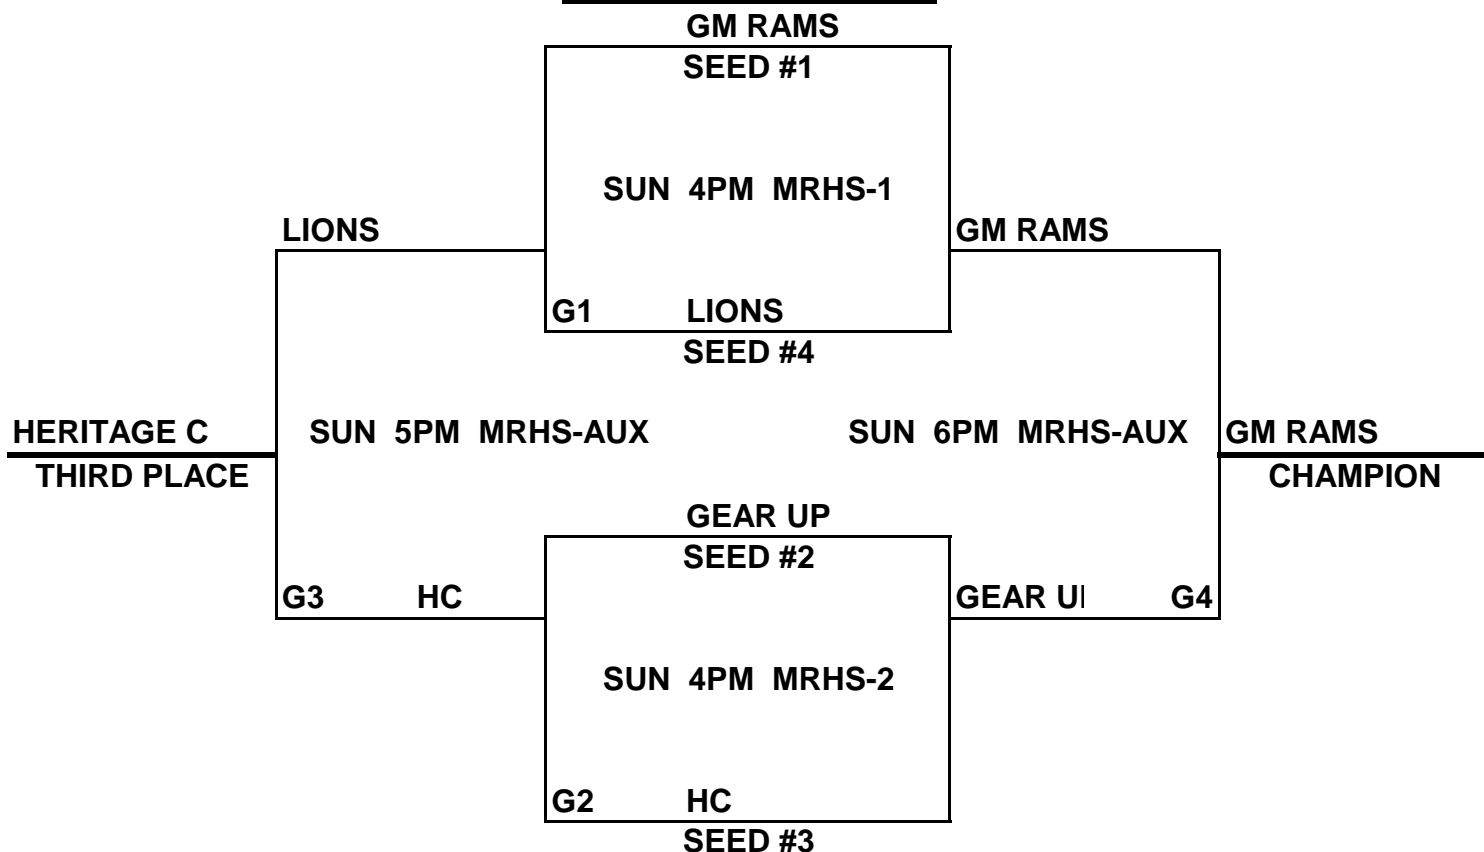 GM RAMS
SEED #1
SUN 4PM MRHS-1
LIONS
GM RAMS
G1 LIONS
SEED #4
HERITAGE C
SUN 5PM MRHS-AUX
SUN 6PM MRHS-AUX
GM RAMS
THIRD PLACE
CHAMPION
GEAR UP
SEED #2
G3 HC
GEAR U
G4
SUN 4PM MRHS-2
G2 HC
SEED #3